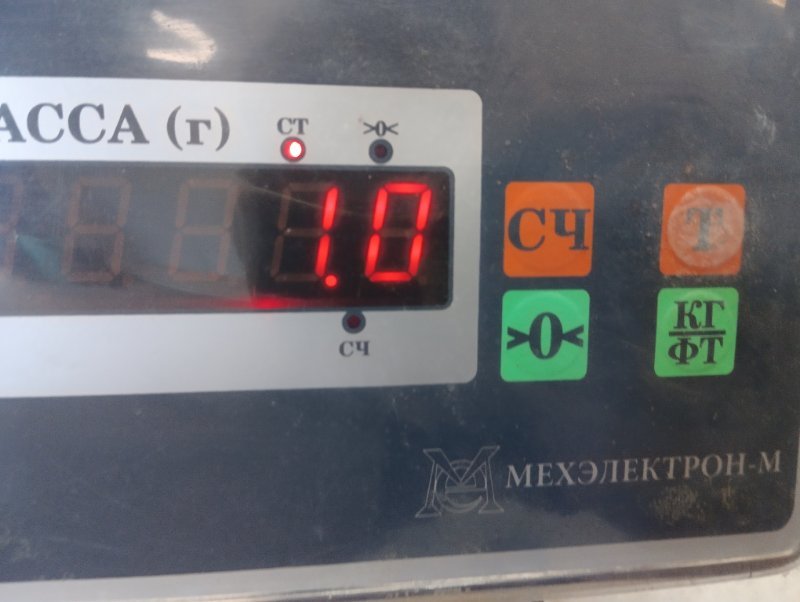 АССА (г)
СТ
>0<
1.0
СЧ
Т
>0<
КГ
ФТ
СЧ
МЕХЭЛЕКТРОН-М